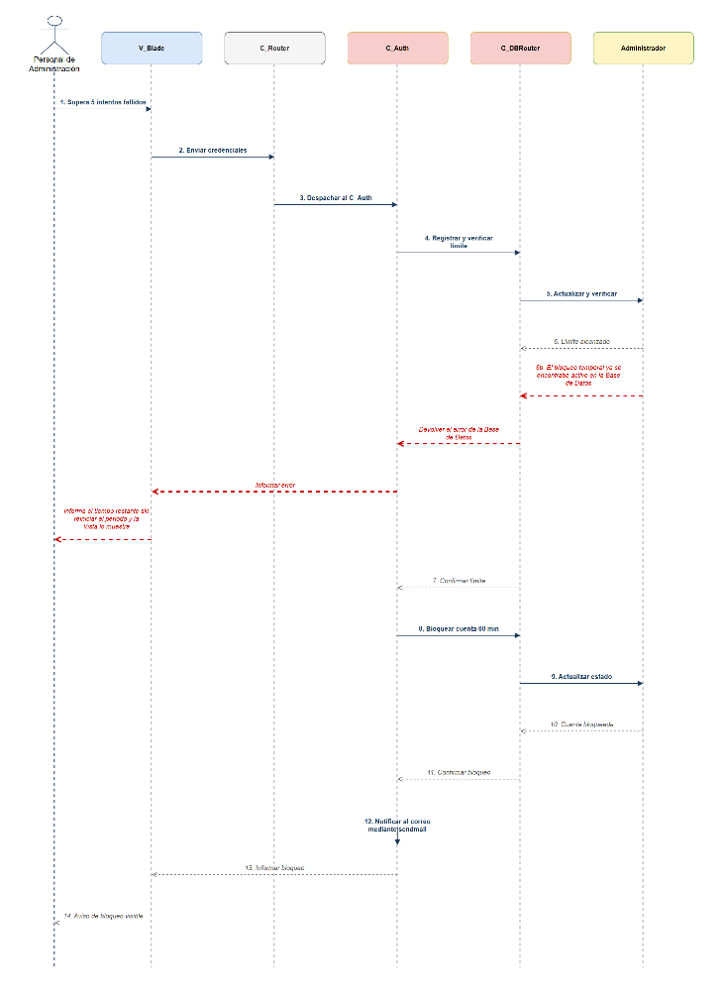 Personal de
Administración
V_Blade
C_Router
C_Auth
C_DBRouter
Administrador
1. Supera 5 intentos fallidos
2. Enviar credenciales
3. Despachar al C_Auth
4. Registrar y verificar
límite
5. Actualizar y verificar
6. Límite alcanzado
6b. El bloqueo temporal ya se
encontraba activo en la Base
de Datos
Devolver el error de la Base
de Datos
Informar error
Informa el tiempo restante sin
reiniciar el periodo y la
Vista lo muestre
7. Confirmar límite
8. Bloquear cuenta 60 min
9. Actualizar estado
10. Cuenta bloqueada
11. Confirmar bloqueo
12. Notificar al correo
mediante sendmail
13. Informar bloqueo
14. Aviso de bloqueo visible